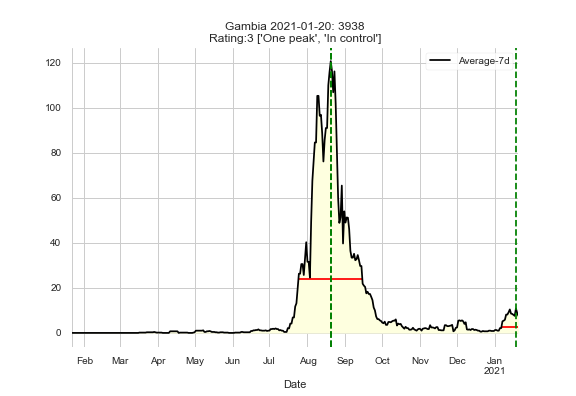 Gambia 2021-01-20: 3938
Rating:3 ['One peak', 'In control']
Average-7d
120
100
80
60
40
20
0
Feb Mar Apr May Jun Jul Aug Sep Oct Nov Dec Jan
2021
Date